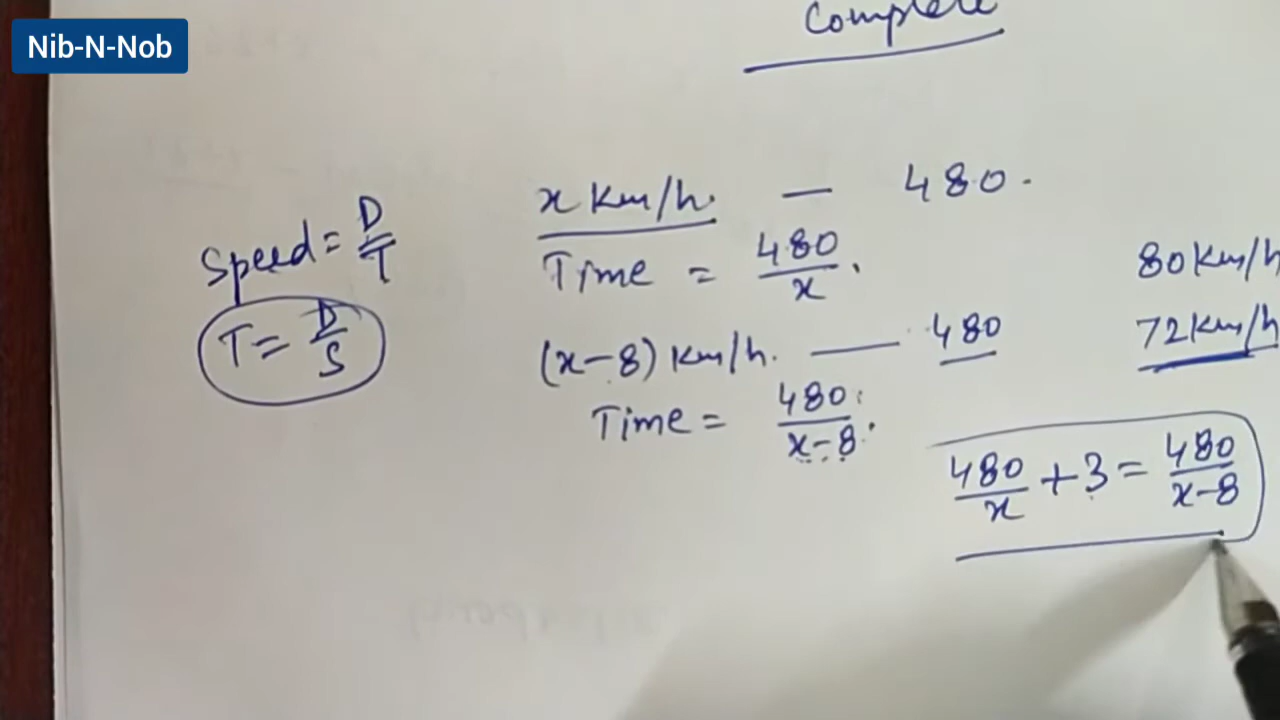 Nib-N-Nob
Complete
x Km/h. — 480.
Speed = D/T
Time = 480/x.
80 Km/h
T = D/S
(x-8) Km/h. — 480
72 Km/h
Time = 480/x-8.
480/x + 3 = 480/x-8